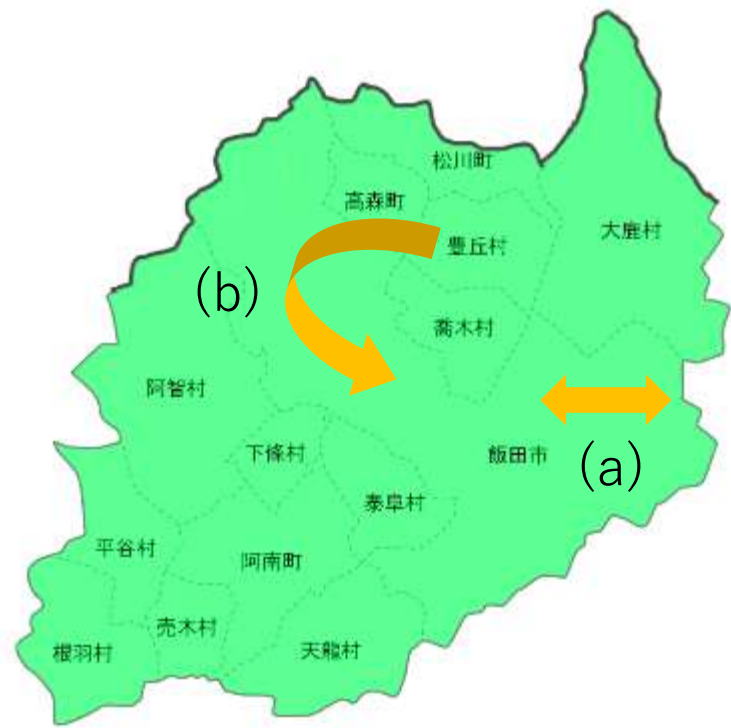 松川町
高森町
大鹿村
豊丘村
(b)
喬木村
阿智村
下條村
飯田市
(a)
泰阜村
平谷村
阿南町
売木村
天龍村
根羽村